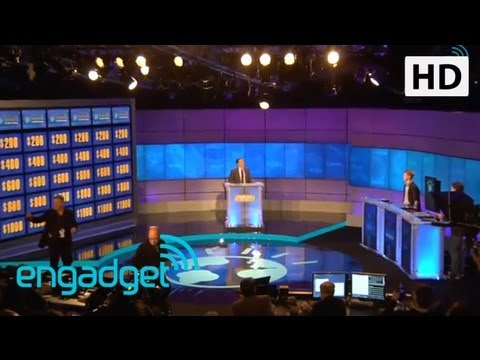 HD
$200 $200 $200 $200 $200 $200
$400 $400 $400 $400 $400 $400
$600 $600 $600 $600 $600 $600
$800 $800 $800 $800 $800 $800
$1000 $1000 $1000 $1000 $1000
engadget